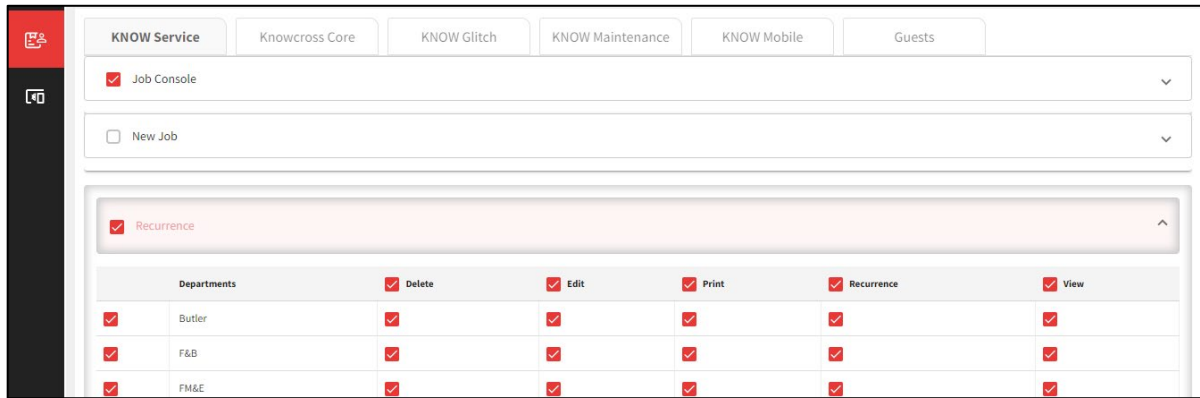 KNOW Service Knowcross Core KNOW Glitch KNOW Maintenance KNOW Mobile Guests
Job Console
New Job
Recurrence
Departments Delete Edit Print Recurrence View
Butler
F&B
FM&E